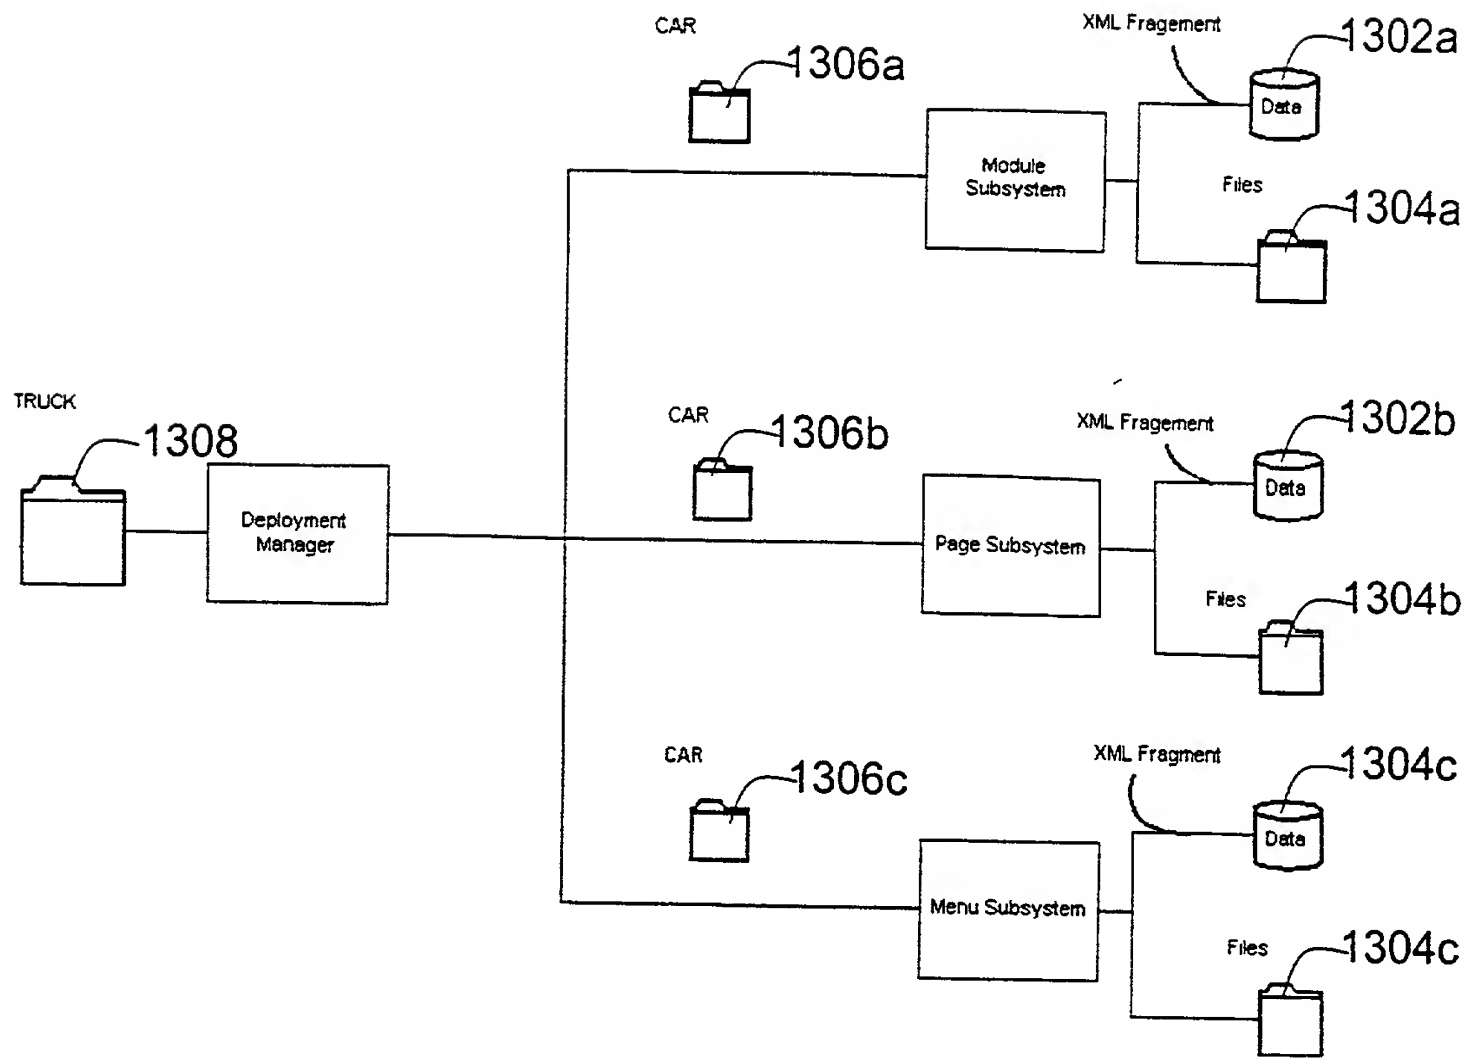 CAR
1306a
XML Fragement
1302a
Data
Module
Subsystem
Files
1304a
TRUCK
1308
Deployment
Manager
CAR
1306b
XML Fragement
1302b
Data
Page Subsystem
Files
1304b
CAR
1306c
XML Fragment
1304c
Data
Menu Subsystem
Files
1304c